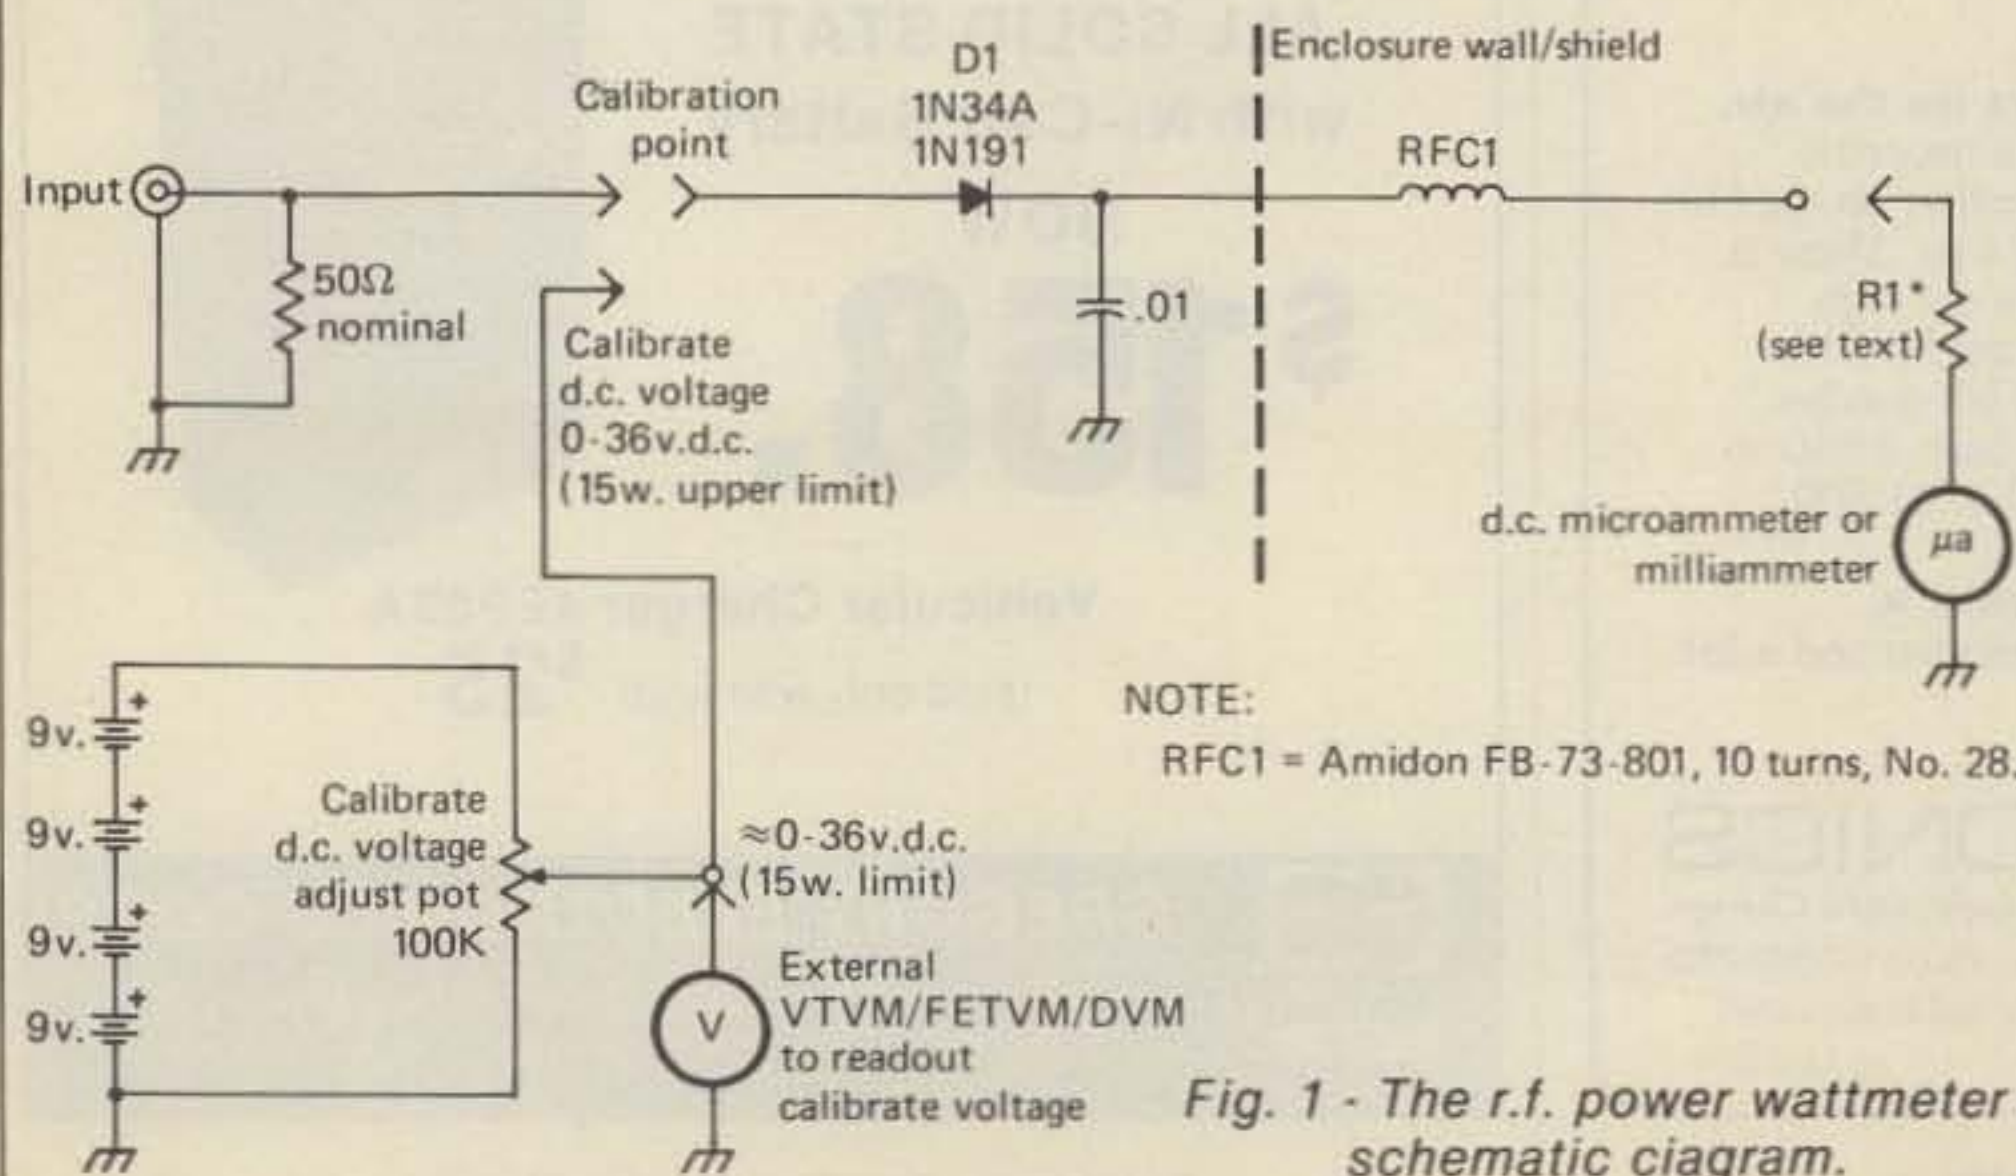 Enclosure wall/shield
D1
1N34A
1N191
Calibration
point
RFC1
Input
50Ω
nominal
.01
R1*
(see text)
Calibrate
d.c. voltage
0-36v.d.c.
(15w. upper limit)
d.c. microammeter or
milliammeter
μa
NOTE:
RFC1 = Amidon FB-73-801, 10 turns, No. 28.
9v.
+
9v.
+
9v.
+
9v.
+
Calibrate
d.c. voltage
adjust pot
100K
≈0-36v.d.c.
(15w. limit)
V
External
VTVM/FETVM/DVM
to readout
calibrate voltage
Fig. 1 - The r.f. power wattmeter
schematic ciagram.